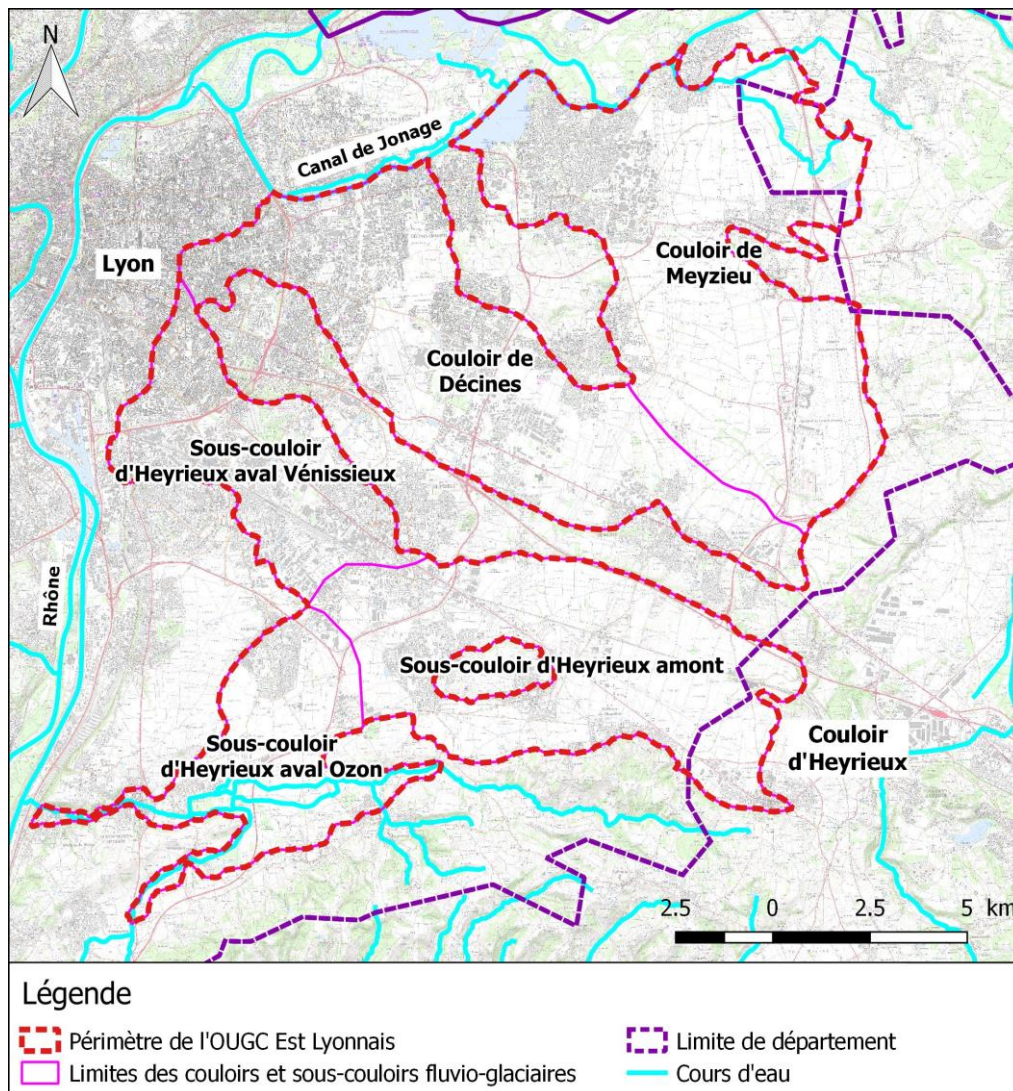 N
Canal de Jonage
Lyon
Couloir de
Meyzieu
Couloir de
Décines
Sous-couloir
d'Heyrieux aval Vénissieux
Rhône
Sous-couloir d'Heyrieux amont
Sous-couloir
d'Heyrieux aval Ozon
Couloir
d'Heyrieux
2.5 0 2.5 5 km
Légende
Périmètre de l'OUGC Est Lyonnais
Limites des couloirs et sous-couloirs fluvio-glaciaires
Limite de département
Cours d'eau